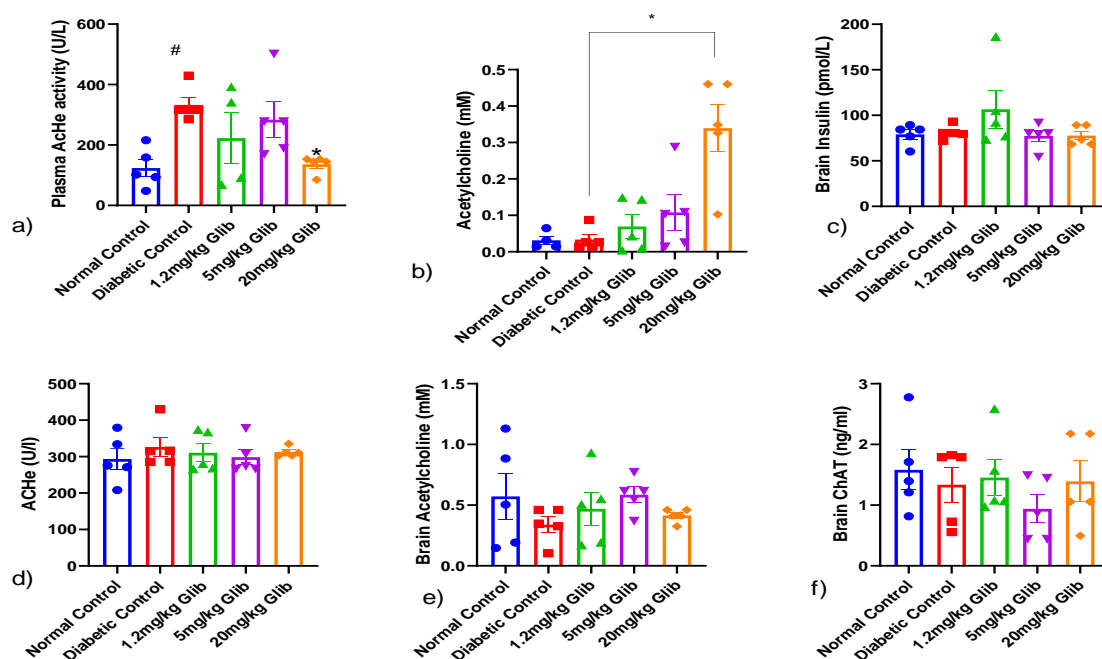 a)
Plasma AcHe activity (U/L)
600
400
200
0
#
*
Normal Control
Diabetic Control
1.2mg/kg Glib
5mg/kg Glib
20mg/kg Glib
b)
Acetylcholine (mM)
0.5
0.4
0.3
0.2
0.1
0.0
*
Normal Control
Diabetic Control
1.2mg/kg Glib
5mg/kg Glib
20mg/kg Glib
c)
Brain Insulin (pmol/L)
200
150
100
50
0
Normal Control
Diabetic Control
1.2mg/kg Glib
5mg/kg Glib
20mg/kg Glib
d)
ACHe (U/l)
500
400
300
200
100
0
Normal Control
Diabetic Control
1.2mg/kg Glib
5mg/kg Glib
20mg/kg Glib
e)
Brain Acetylcholine (mM)
1.5
1.0
0.5
0.0
Normal Control
Diabetic Control
1.2mg/kg Glib
5mg/kg Glib
20mg/kg Glib
f)
Brain ChAT (ng/ml)
3
2
1
0
Normal Control
Diabetic Control
1.2mg/kg Glib
5mg/kg Glib
20mg/kg Glib